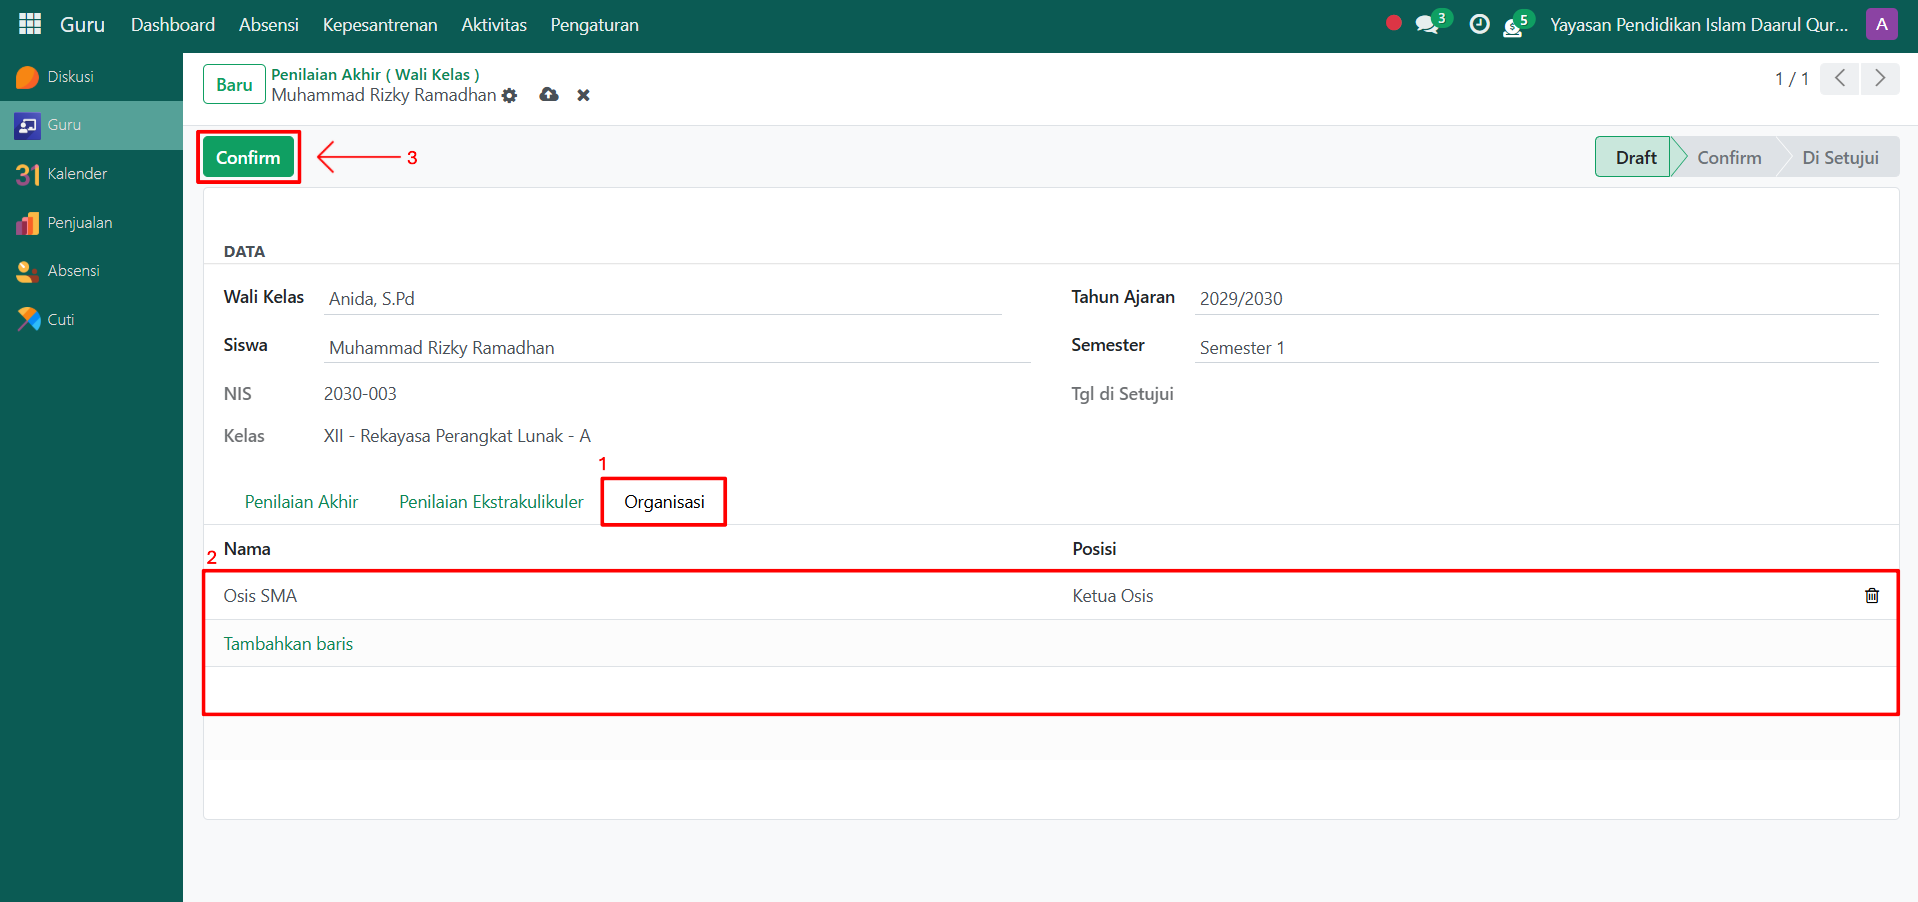 Guru Dashboard Absensi Kepesantrenan Aktivitas Pengaturan 3 5 Yayasan Pendidikan Islam Daarul Qur... A
Diskusi
Guru
31 Kalender
Penjualan
Absensi
Cuti
Baru
Penilaian Akhir ( Wali Kelas )
Muhammad Rizky Ramadhan
1 / 1
Confirm
3
Draft Confirm Di Setujui
DATA
Wali Kelas Anida, S.Pd
Tahun Ajaran 2029/2030
Siswa Muhammad Rizky Ramadhan
Semester Semester 1
NIS 2030-003
Tgl di Setujui
Kelas XII - Rekayasa Perangkat Lunak - A
1
Penilaian Akhir Penilaian Ekstrakulikuler Organisasi
2
Nama Posisi
Osis SMA Ketua Osis
Tambahkan baris